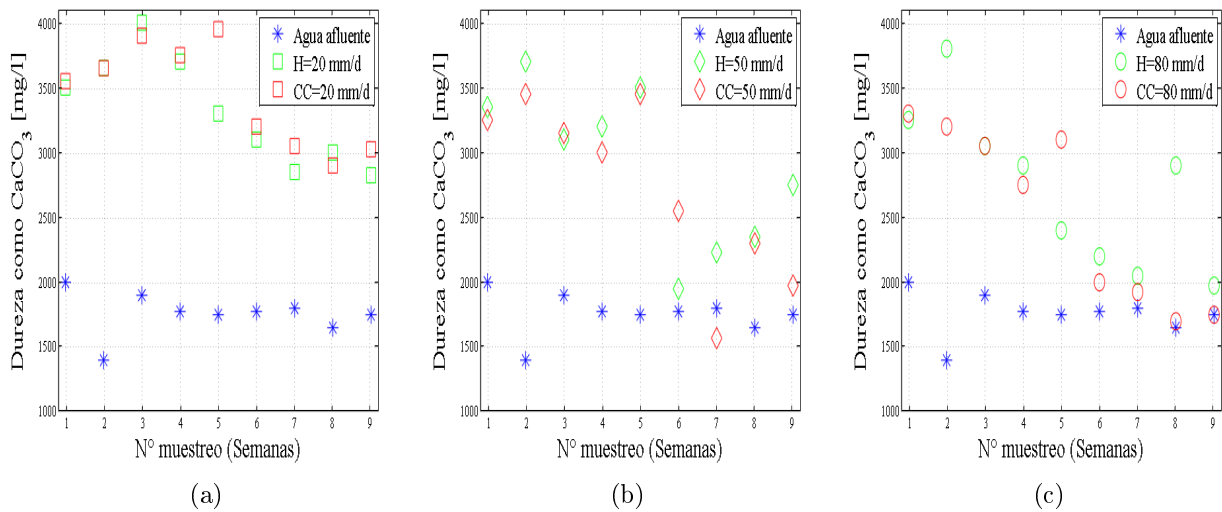 Dureza como CaCO3 [mg/l]
4000
3500
3000
2500
2000
1500
1000
Agua afluente
H=20 mm/d
CC=20 mm/d
1 2 3 4 5 6 7 8 9
N° muestreo (Semanas)
(a)
Dureza como CaCO3 [mg/l]
4000
3500
3000
2500
2000
1500
1000
Agua afluente
H=50 mm/d
CC=50 mm/d
1 2 3 4 5 6 7 8 9
N° muestreo (Semanas)
(b)
Dureza como CaCO3 [mg/l]
4000
3500
3000
2500
2000
1500
1000
Agua afluente
H=80 mm/d
CC=80 mm/d
1 2 3 4 5 6 7 8 9
N° muestreo (Semanas)
(c)